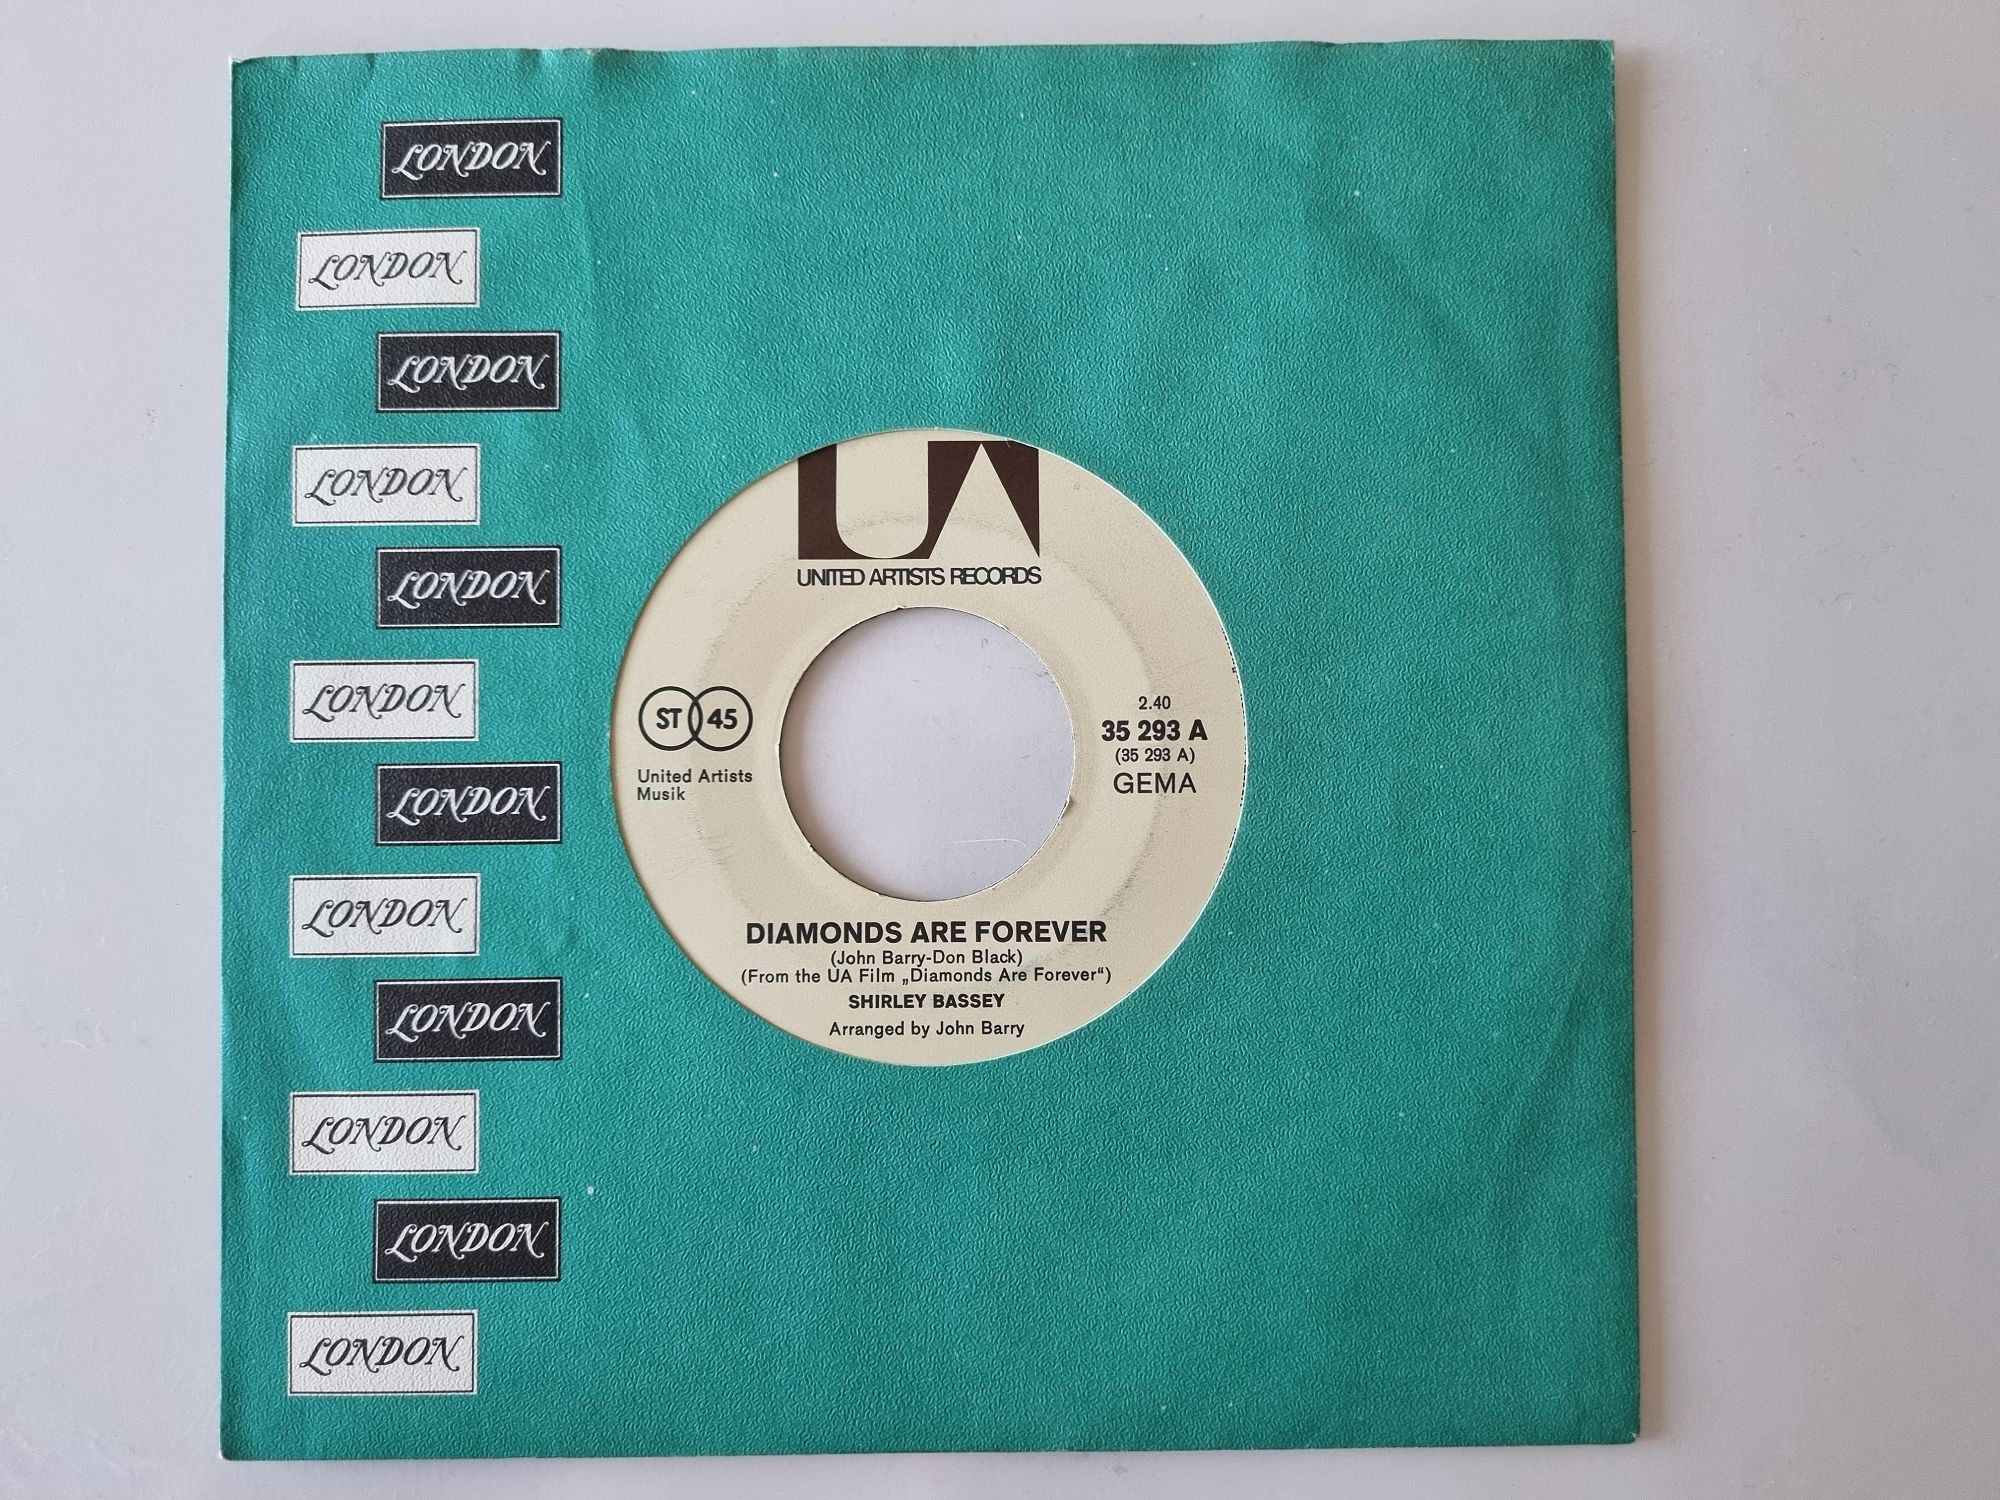 LONDON
LONDON
LONDON
LONDON
LONDON
LONDON
LONDON
LONDON
LONDON
LONDON
LONDON
LONDON
UA
UNITED ARTISTS RECORDS
ST 45
United Artists
Musik
2.40
35 293 A
(35 293 A)
GEMA
DIAMONDS ARE FOREVER
(John Barry-Don Black)
(From the UA Film „Diamonds Are Forever“)
SHIRLEY BASSEY
Arranged by John Barry